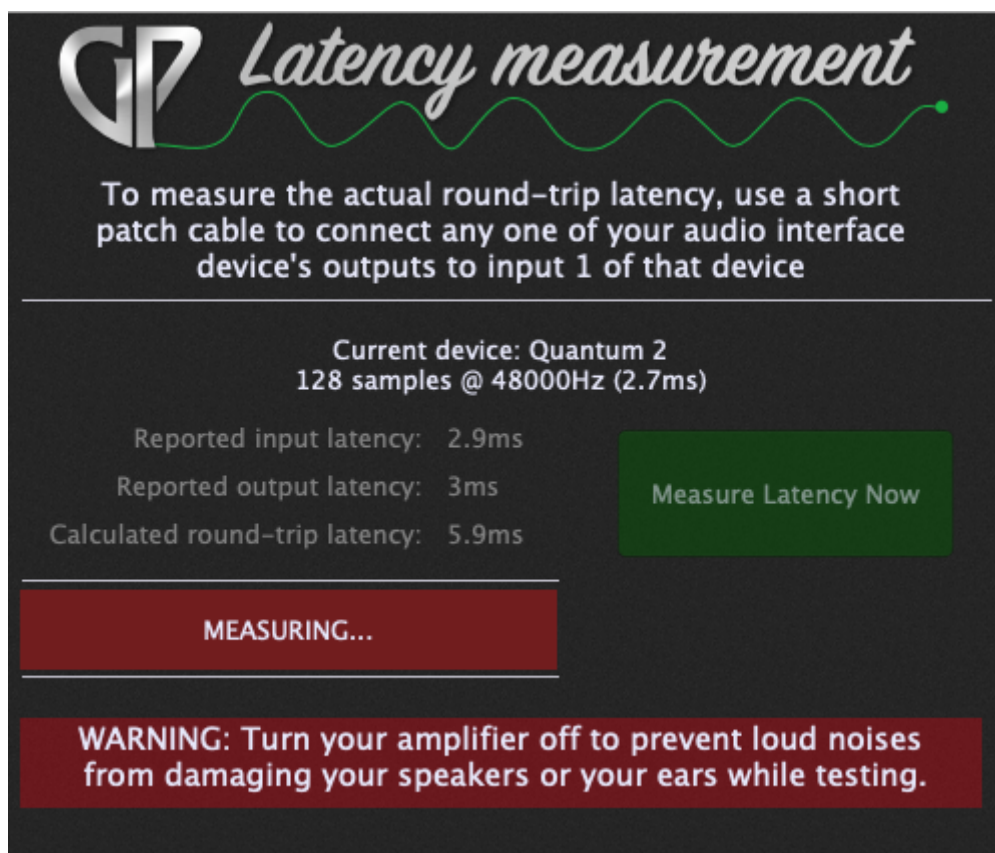 GP Latency measurement
To measure the actual round-trip latency, use a short
patch cable to connect any one of your audio interface
device's outputs to input 1 of that device
Current device: Quantum 2
128 samples @ 48000Hz (2.7ms)
Reported input latency: 2.9ms
Reported output latency: 3ms
Measure Latency Now
Calculated round-trip latency: 5.9ms
MEASURING...
WARNING: Turn your amplifier off to prevent loud noises
from damaging your speakers or your ears while testing.